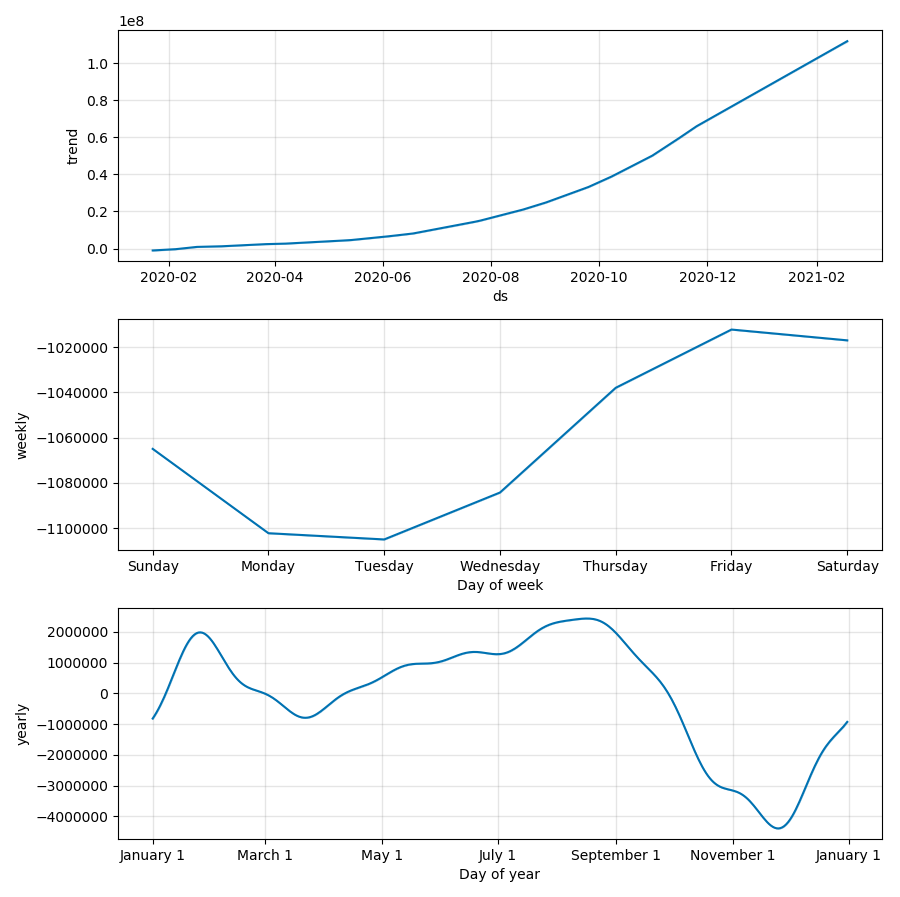 1e8
1.0
0.8
0.6
0.4
0.2
0.0
trend
2020-02 2020-04 2020-06 2020-08 2020-10 2020-12 2021-02
ds
−1020000
−1040000
−1060000
−1080000
−1100000
weekly
Sunday Monday Tuesday Wednesday Thursday Friday Saturday
Day of week
2000000
1000000
0
−1000000
−2000000
−3000000
−4000000
yearly
January 1 March 1 May 1 July 1 September 1 November 1 January 1
Day of year